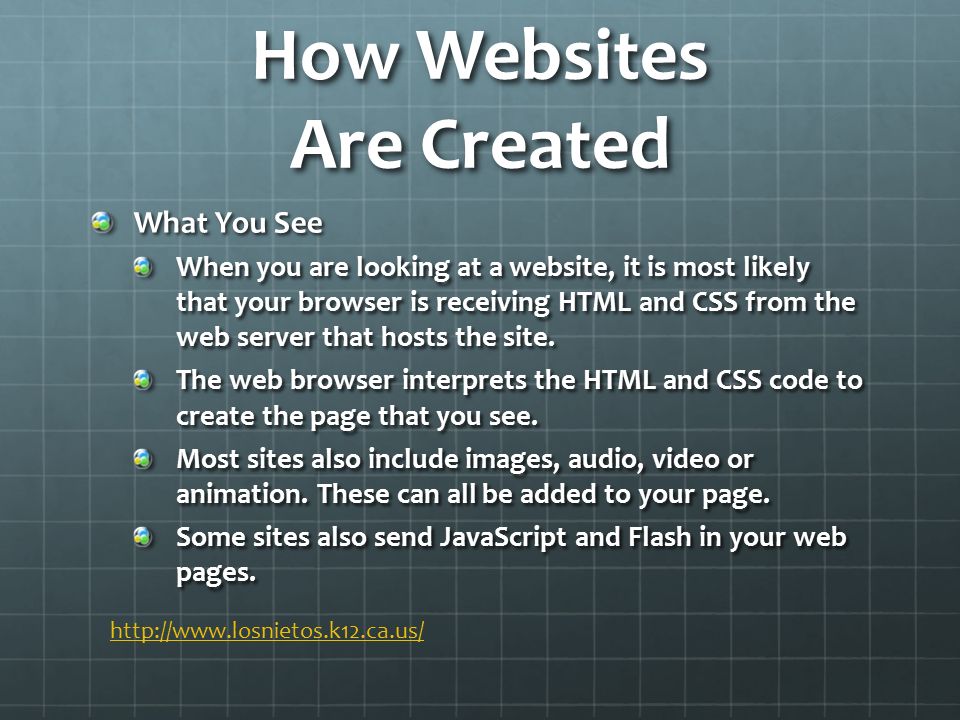 How Websites
Are Created
What You See
When you are looking at a website, it is most likely
that your browser is receiving HTML and CSS from the
web server that hosts the site.
The web browser interprets the HTML and CSS code to
create the page that you see.
Most sites also include images, audio, video or
animation. These can all be added to your page.
Some sites also send JavaScript and Flash in your web
pages.
http://www.losnietos.k12.ca.us/